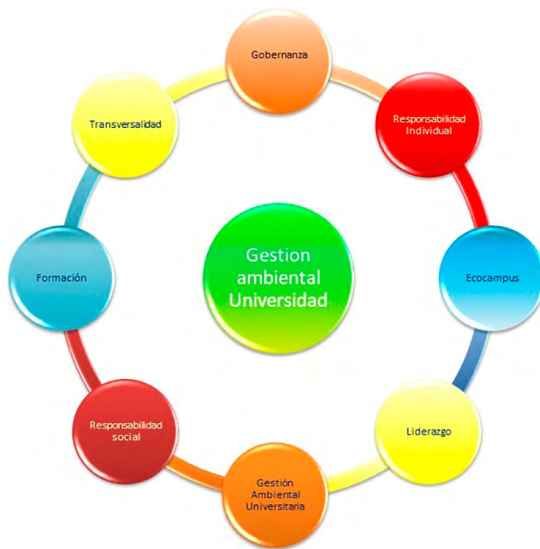 Gobernanza
Responsabilidad
Individual
Ecocampus
Liderazgo
Gestión
Ambiental
Universitaria
Responsabilidad
social
Formación
Transversalidad
Gestion
ambiental
Universidad